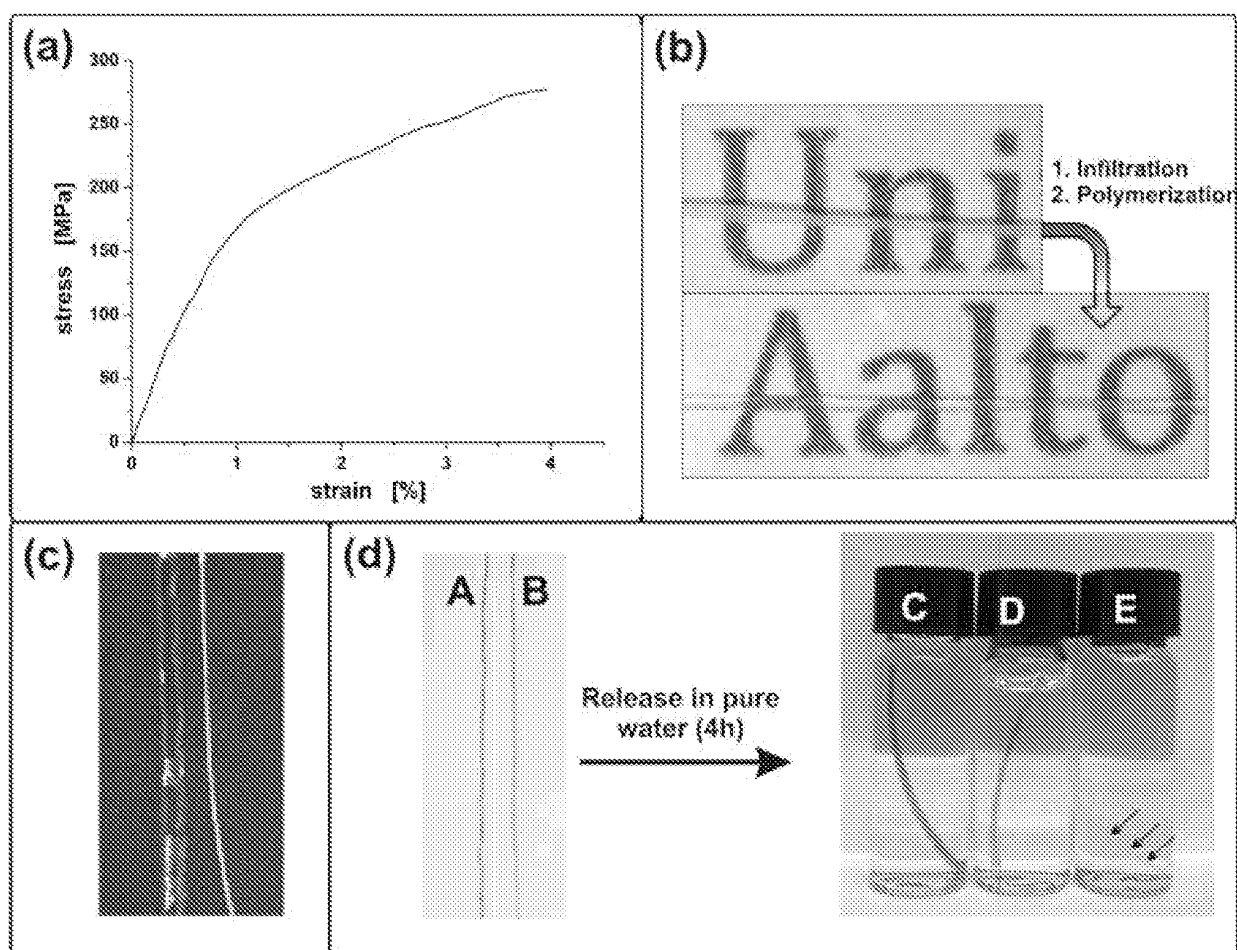 (a)
300
250
200
150
100
50
0
stress [MPa]
0 1 2 3 4
strain [%]
(b)
Uni
1. Infiltration
2. Polymerization
Aalto
(c)
(d)
A B
Release in pure
water (4h)
C D E